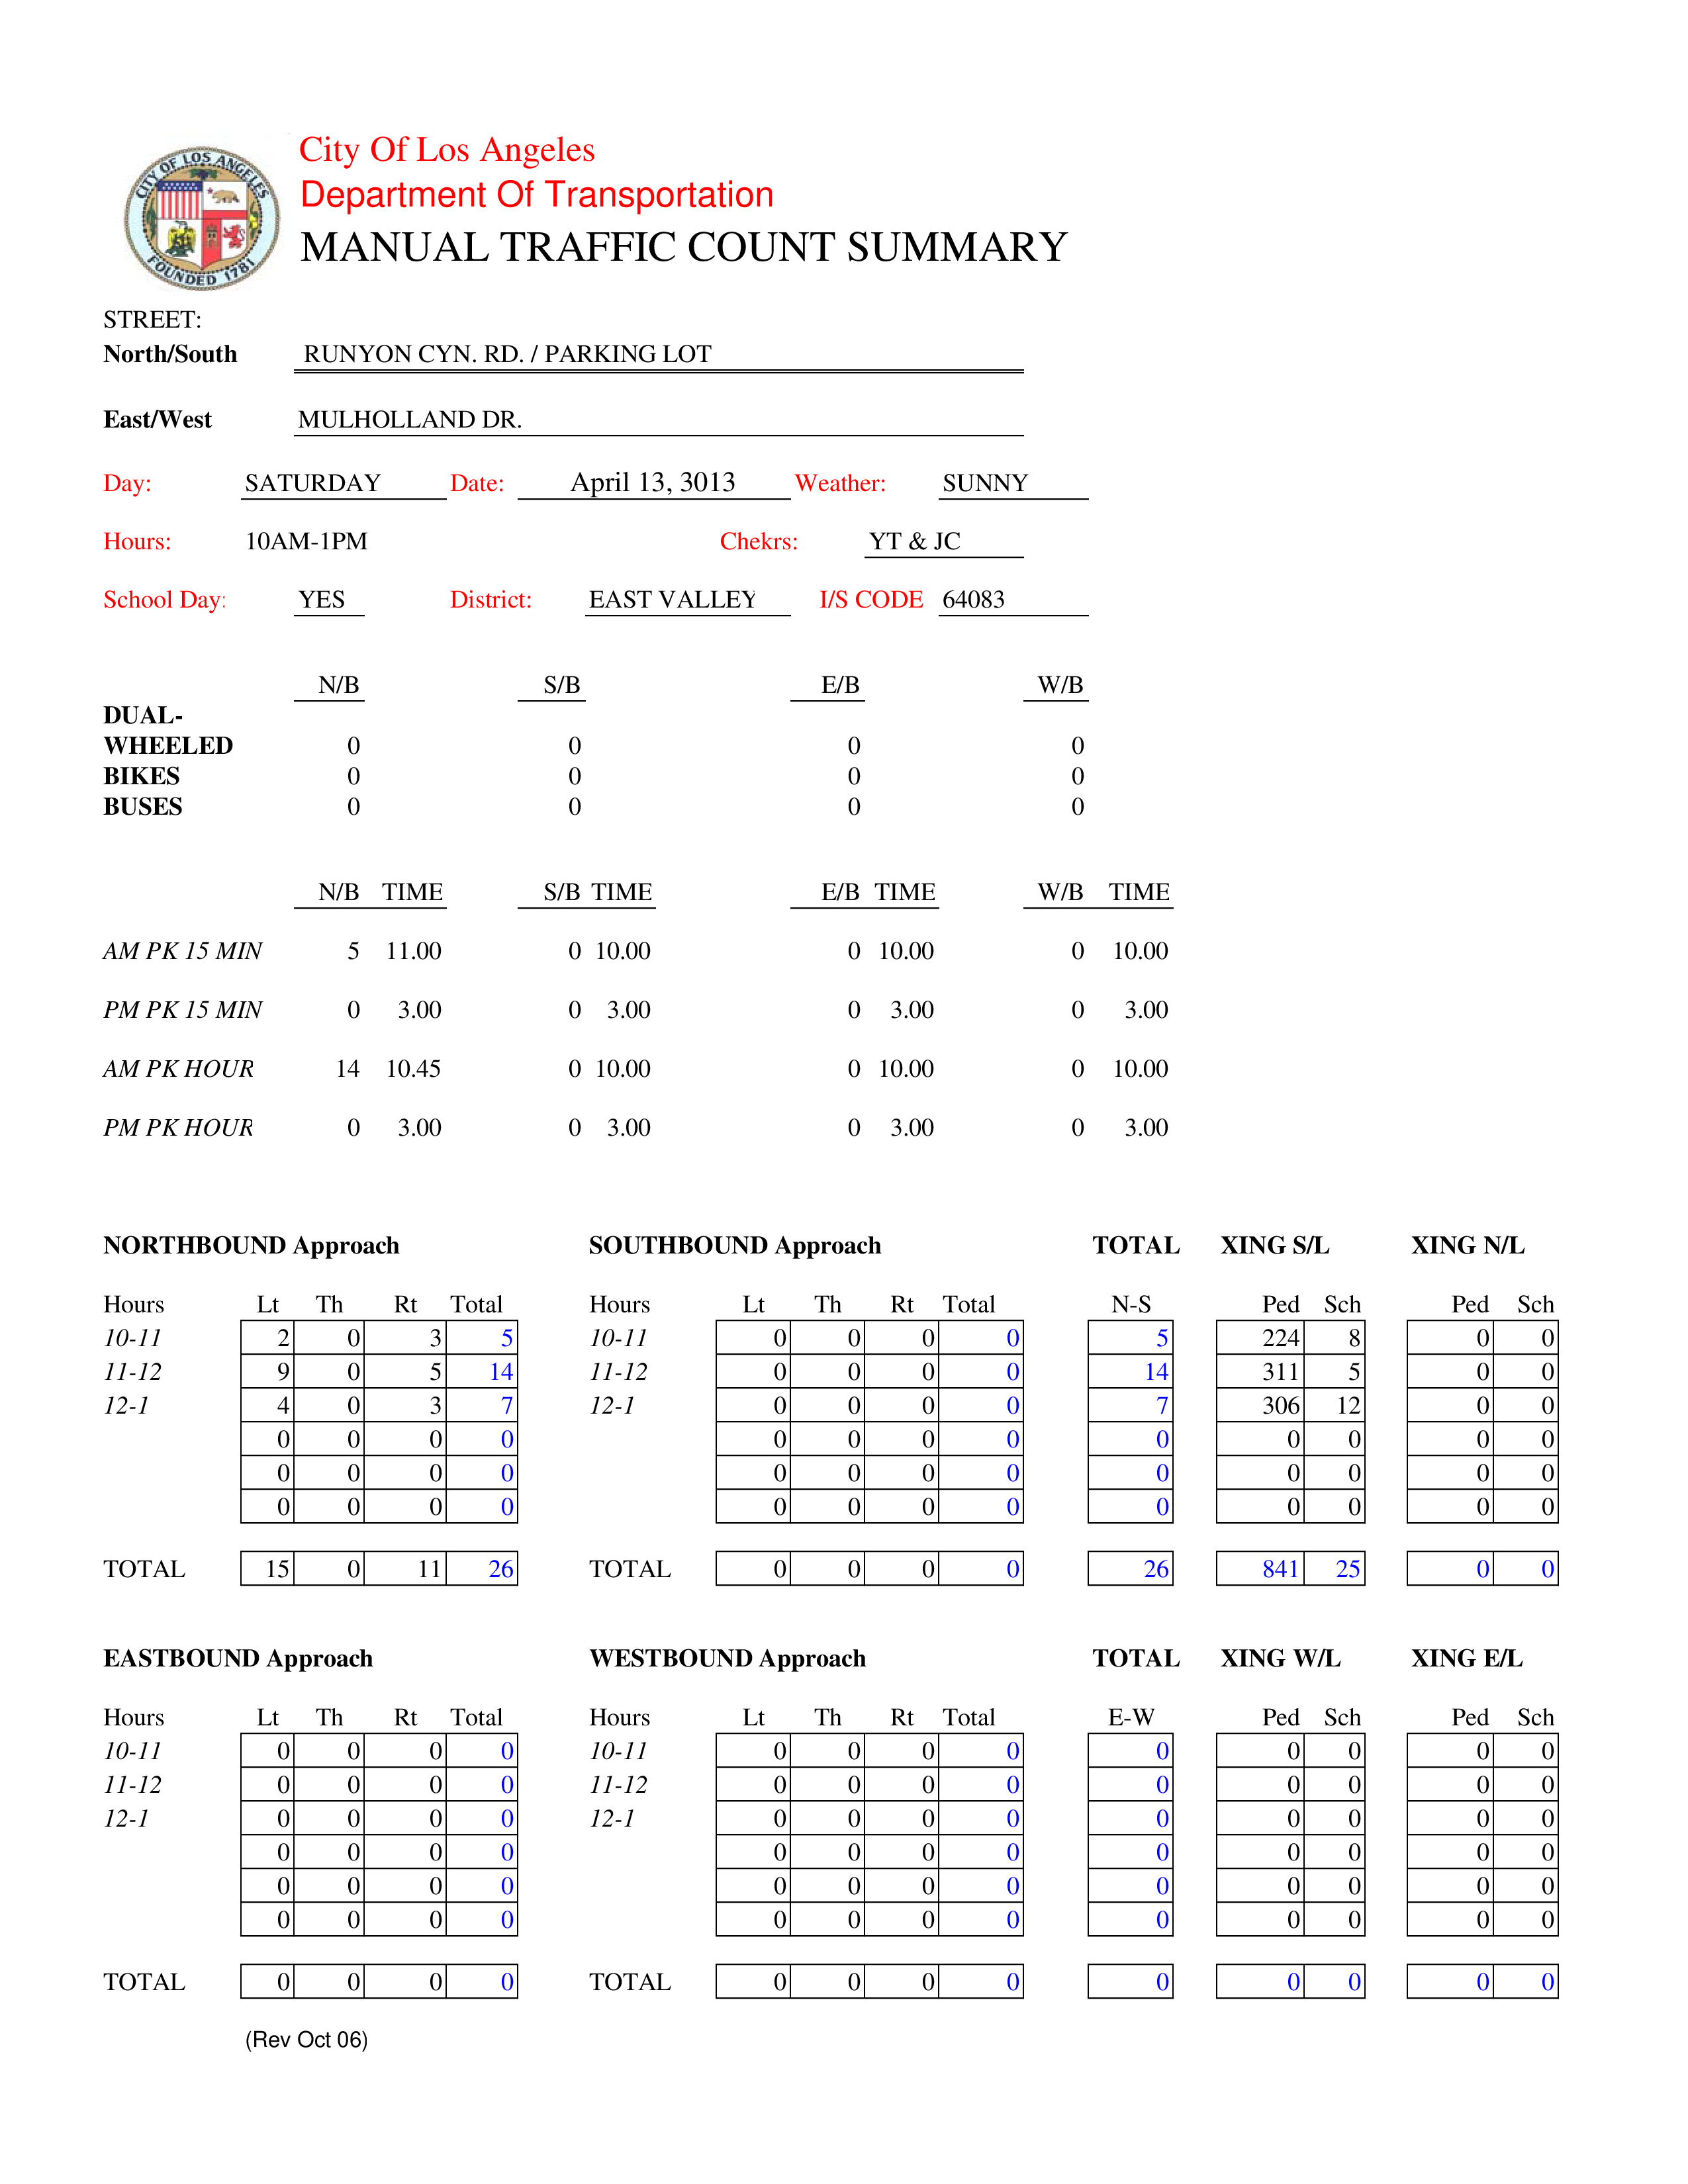 CITY OF LOS ANGELES
FOUNDED 1781
City Of Los Angeles
Department Of Transportation
MANUAL TRAFFIC COUNT SUMMARY
STREET:
North/South RUNYON CYN. RD. / PARKING LOT
East/West MULHOLLAND DR.
Day: SATURDAY Date: April 13, 3013 Weather: SUNNY
Hours: 10AM-1PM Chekrs: YT & JC
School Day: YES District: EAST VALLEY I/S CODE 64083
N/B S/B E/B W/B
DUAL-
WHEELED 0 0 0 0
BIKES 0 0 0 0
BUSES 0 0 0 0
N/B TIME S/B TIME E/B TIME W/B TIME
AM PK 15 MIN 5 11.00 0 10.00 0 10.00 0 10.00
PM PK 15 MIN 0 3.00 0 3.00 0 3.00 0 3.00
AM PK HOUR 14 10.45 0 10.00 0 10.00 0 10.00
PM PK HOUR 0 3.00 0 3.00 0 3.00 0 3.00
NORTHBOUND Approach SOUTHBOUND Approach TOTAL XING S/L XING N/L
Hours Lt Th Rt Total Hours Lt Th Rt Total N-S Ped Sch Ped Sch
10-11 2 0 3 5 10-11 0 0 0 0 5 224 8 0 0
11-12 9 0 5 14 11-12 0 0 0 0 14 311 5 0 0
12-1 4 0 3 7 12-1 0 0 0 0 7 306 12 0 0
0 0 0 0 0 0 0 0 0 0 0 0 0
0 0 0 0 0 0 0 0 0 0 0 0 0
0 0 0 0 0 0 0 0 0 0 0 0 0
TOTAL 15 0 11 26 TOTAL 0 0 0 0 26 841 25 0 0
EASTBOUND Approach WESTBOUND Approach TOTAL XING W/L XING E/L
Hours Lt Th Rt Total Hours Lt Th Rt Total E-W Ped Sch Ped Sch
10-11 0 0 0 0 10-11 0 0 0 0 0 0 0 0 0
11-12 0 0 0 0 11-12 0 0 0 0 0 0 0 0 0
12-1 0 0 0 0 12-1 0 0 0 0 0 0 0 0 0
0 0 0 0 0 0 0 0 0 0 0 0 0
0 0 0 0 0 0 0 0 0 0 0 0 0
0 0 0 0 0 0 0 0 0 0 0 0 0
TOTAL 0 0 0 0 TOTAL 0 0 0 0 0 0 0 0 0
(Rev Oct 06)